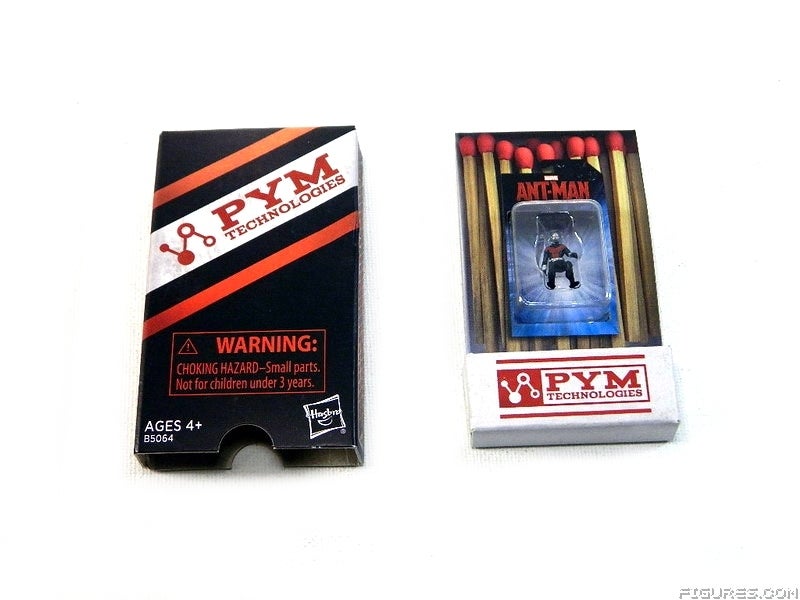 PYM
TECHNOLOGIES
⚠ WARNING:
CHOKING HAZARD–Small parts.
Not for children under 3 years.
AGES 4+
B5064
Hasbro
®
MARVEL
ANT-MAN
PYM
TECHNOLOGIES
FIGURES.COM